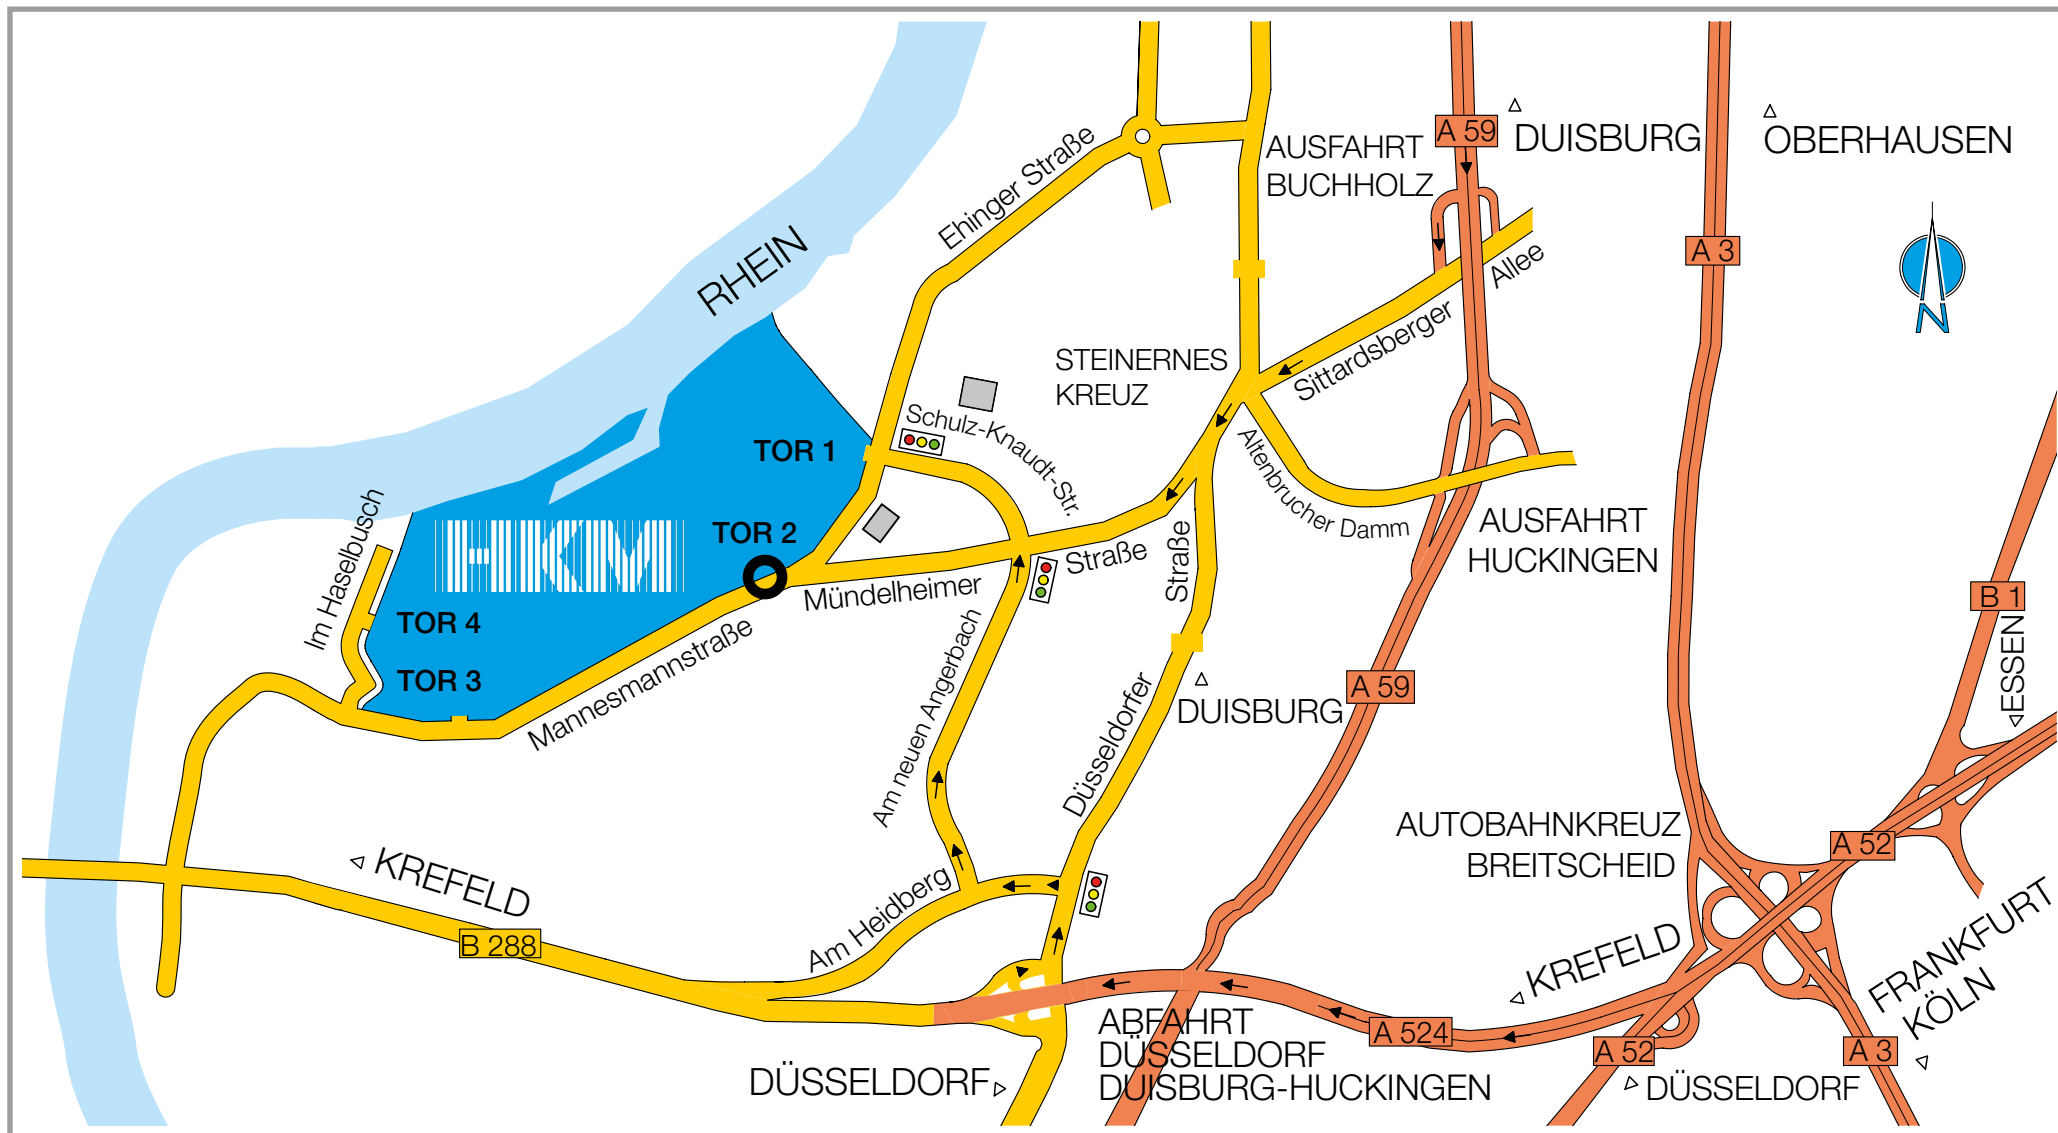 A 59
DUISBURG
OBERHAUSEN
AUSFAHRT
BUCHHOLZ
Ehinger Straße
RHEIN
A 3
Sittardsberger Allee
N
STEINERNES
KREUZ
Schulz-Knaudt-Str.
TOR 1
Altenbrucher Damm
Im Haselbusch
HKM
TOR 2
AUSFAHRT
HUCKINGEN
Mündelheimer Straße
TOR 4
TOR 3
Mannesmannstraße
Am neuen Angerbach
Düsseldorfer Straße
DUISBURG
A 59
B 1
ESSEN
AUTOBAHNKREUZ
BREITSCHEID
A 52
KREFELD
B 288
Am Heidberg
KREFELD
FRANKFURT
KÖLN
ABFAHRT
DÜSSELDORF
DUISBURG-HUCKINGEN
A 524
A 52
A 3
DÜSSELDORF
DÜSSELDORF